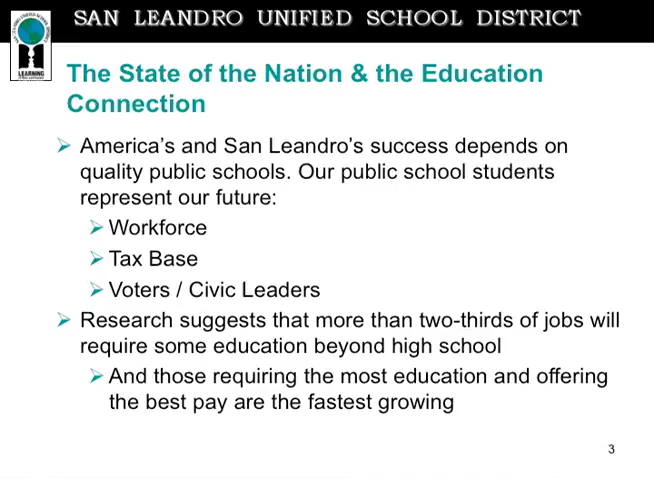 SAN LEANDRO UNIFIED SCHOOL DISTRICT
LEARNING
The State of the Nation & the Education
Connection
America's and San Leandro's success depends on
quality public schools. Our public school students
represent our future:
Workforce
Tax Base
Voters / Civic Leaders
Research suggests that more than two-thirds of jobs will
require some education beyond high school
And those requiring the most education and offering
the best pay are the fastest growing
3